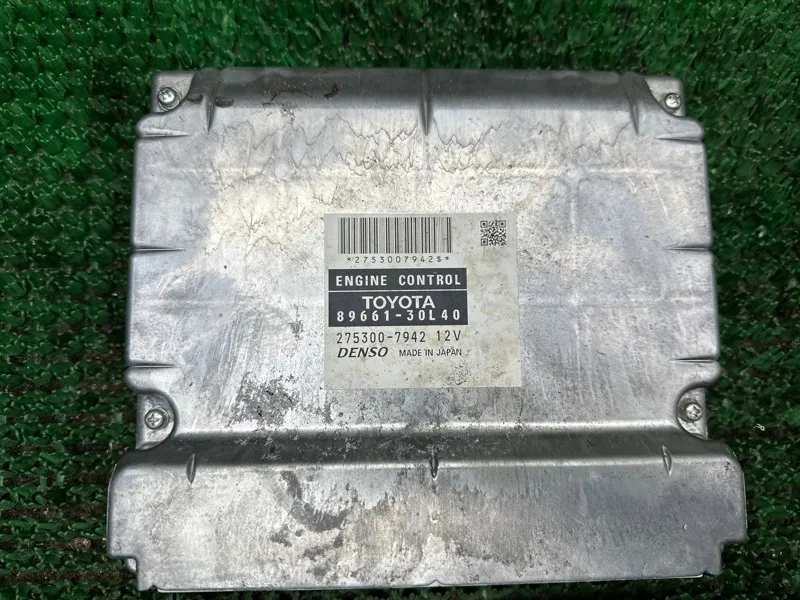 *2753007942$*
ENGINE CONTROL
TOYOTA
89661-30L40
275300-7942 12V
DENSO MADE IN JAPAN